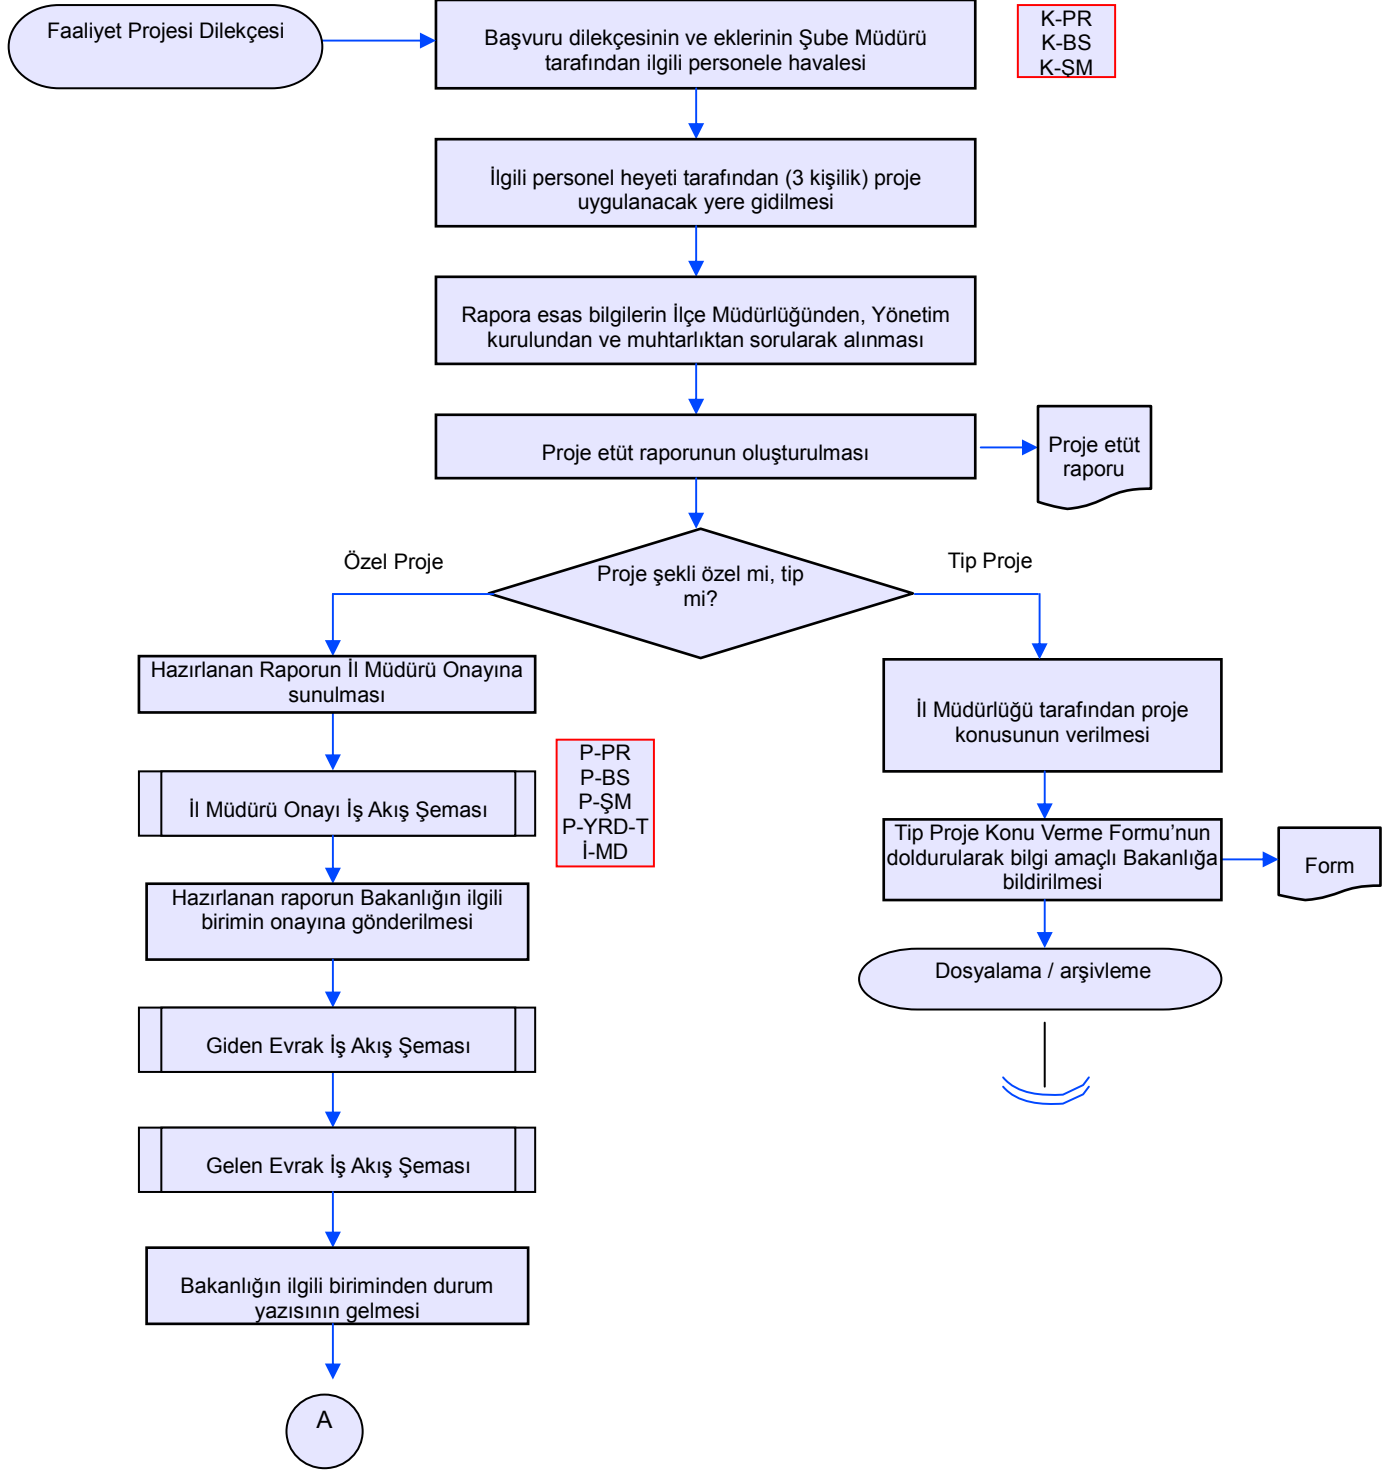 Faaliyet Projesi Dilekçesi
Başvuru dilekçesinin ve eklerinin Şube Müdürü
tarafından ilgili personele havalesi
K-PR
K-BS
K-ŞM
İlgili personel heyeti tarafından (3 kişilik) proje
uygulanacak yere gidilmesi
Rapora esas bilgilerin İlçe Müdürlüğünden, Yönetim
kurulundan ve muhtarlıktan sorularak alınması
Proje etüt raporunun oluşturulması
Proje etüt
raporu
Özel Proje
Proje şekli özel mi, tip
mi?
Tip Proje
Hazırlanan Raporun İl Müdürü Onayına
sunulması
İl Müdürü Onayı İş Akış Şeması
P-PR
P-BS
P-ŞM
P-YRD-T
İ-MD
Hazırlanan raporun Bakanlığın ilgili
birimin onayına gönderilmesi
Giden Evrak İş Akış Şeması
Gelen Evrak İş Akış Şeması
Bakanlığın ilgili biriminden durum
yazısının gelmesi
A
İl Müdürlüğü tarafından proje
konusunun verilmesi
Tip Proje Konu Verme Formu’nun
doldurularak bilgi amaçlı Bakanlığa
bildirilmesi
Form
Dosyalama / arşivleme